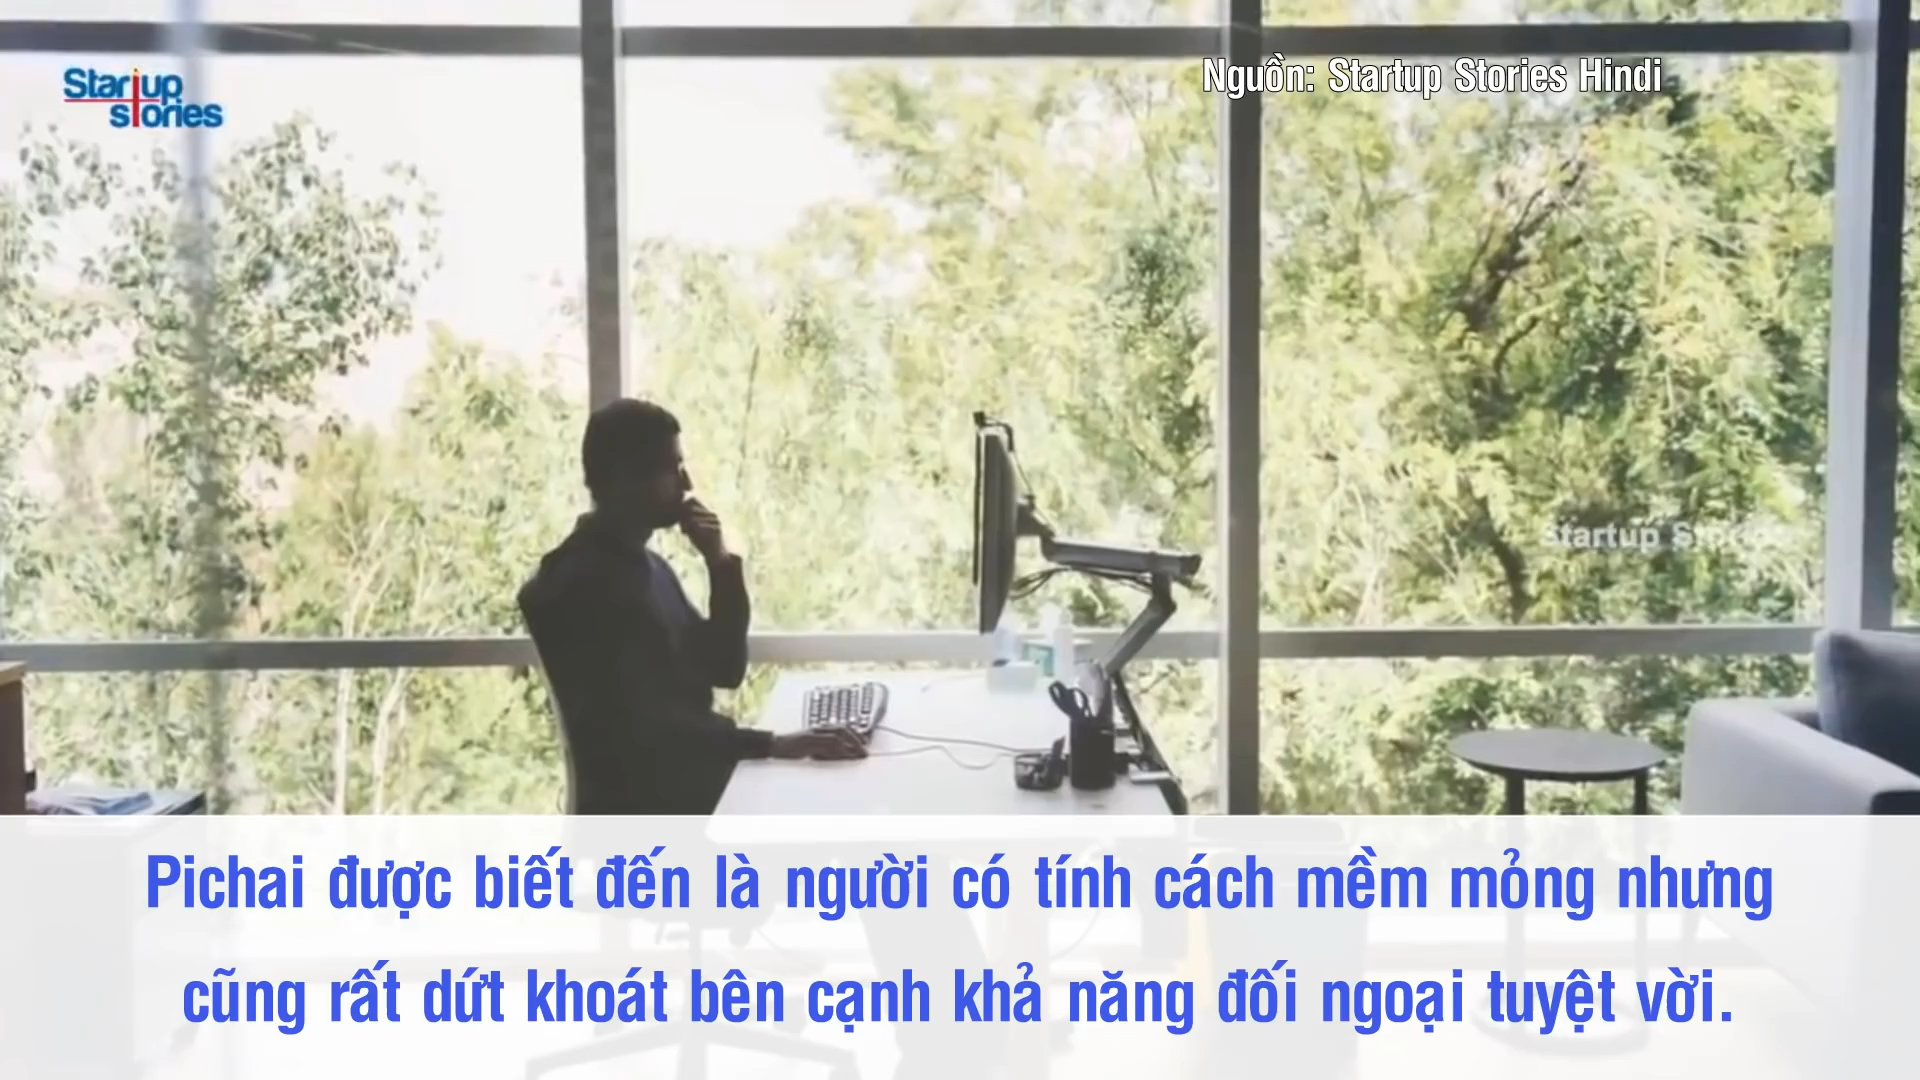 Startup
stories
Nguồn: Startup Stories Hindi
Startup
Pichai được biết đến là người có tính cách mềm mỏng nhưng
cũng rất dứt khoát bên cạnh khả năng đối ngoại tuyệt vời.